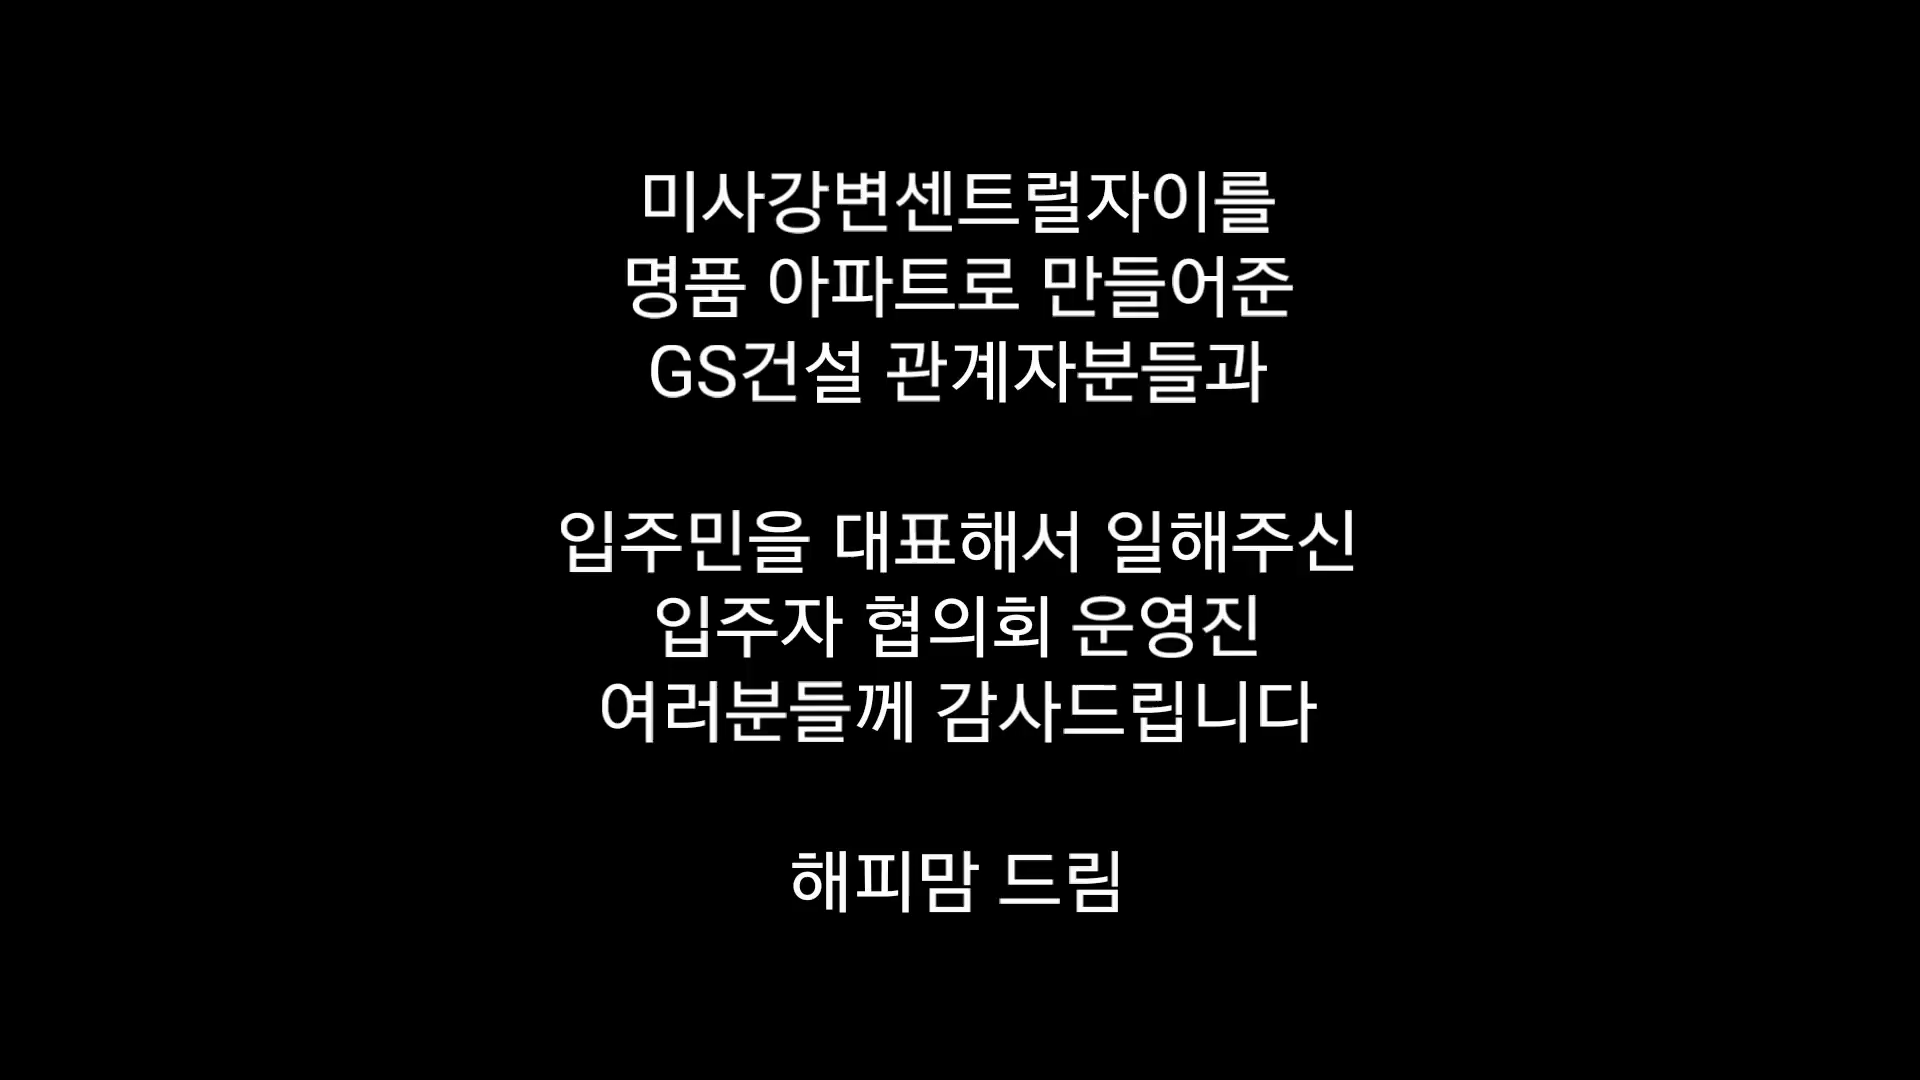 미사강변센트럴자이를
명품 아파트로 만들어준
GS건설 관계자분들과
입주민을 대표해서 일해주신
입주자 협의회 운영진
여러분들께 감사드립니다
해피맘 드림